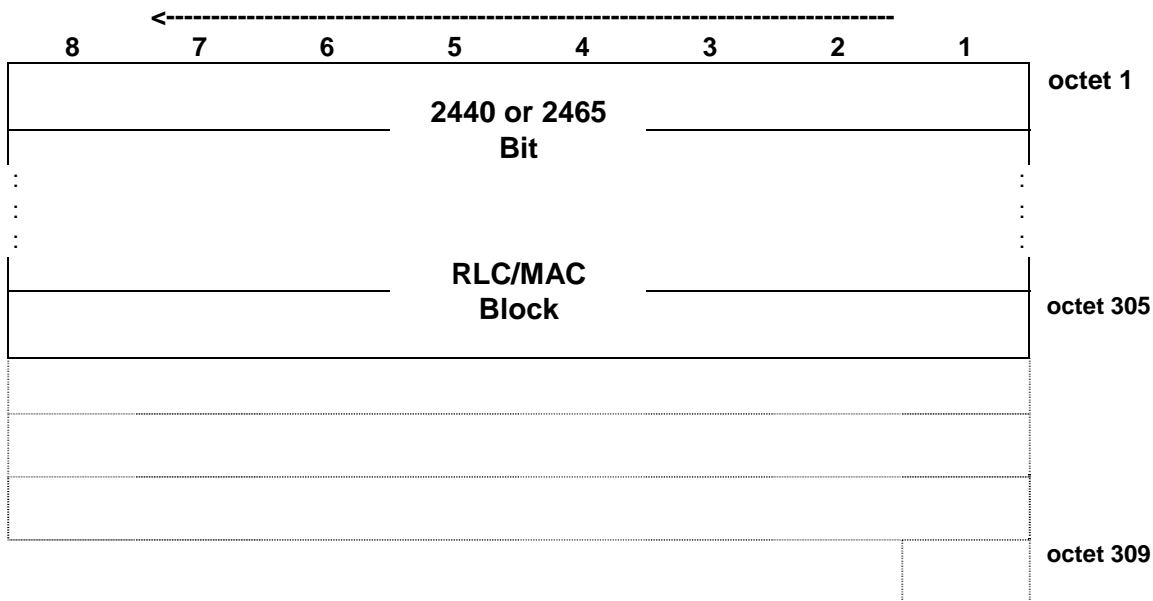 <---------------------------------------------------------------------------------
8 7 6 5 4 3 2 1
octet 1
2440 or 2465
Bit
: :
: :
: :
RLC/MAC
Block
octet 305
octet 309